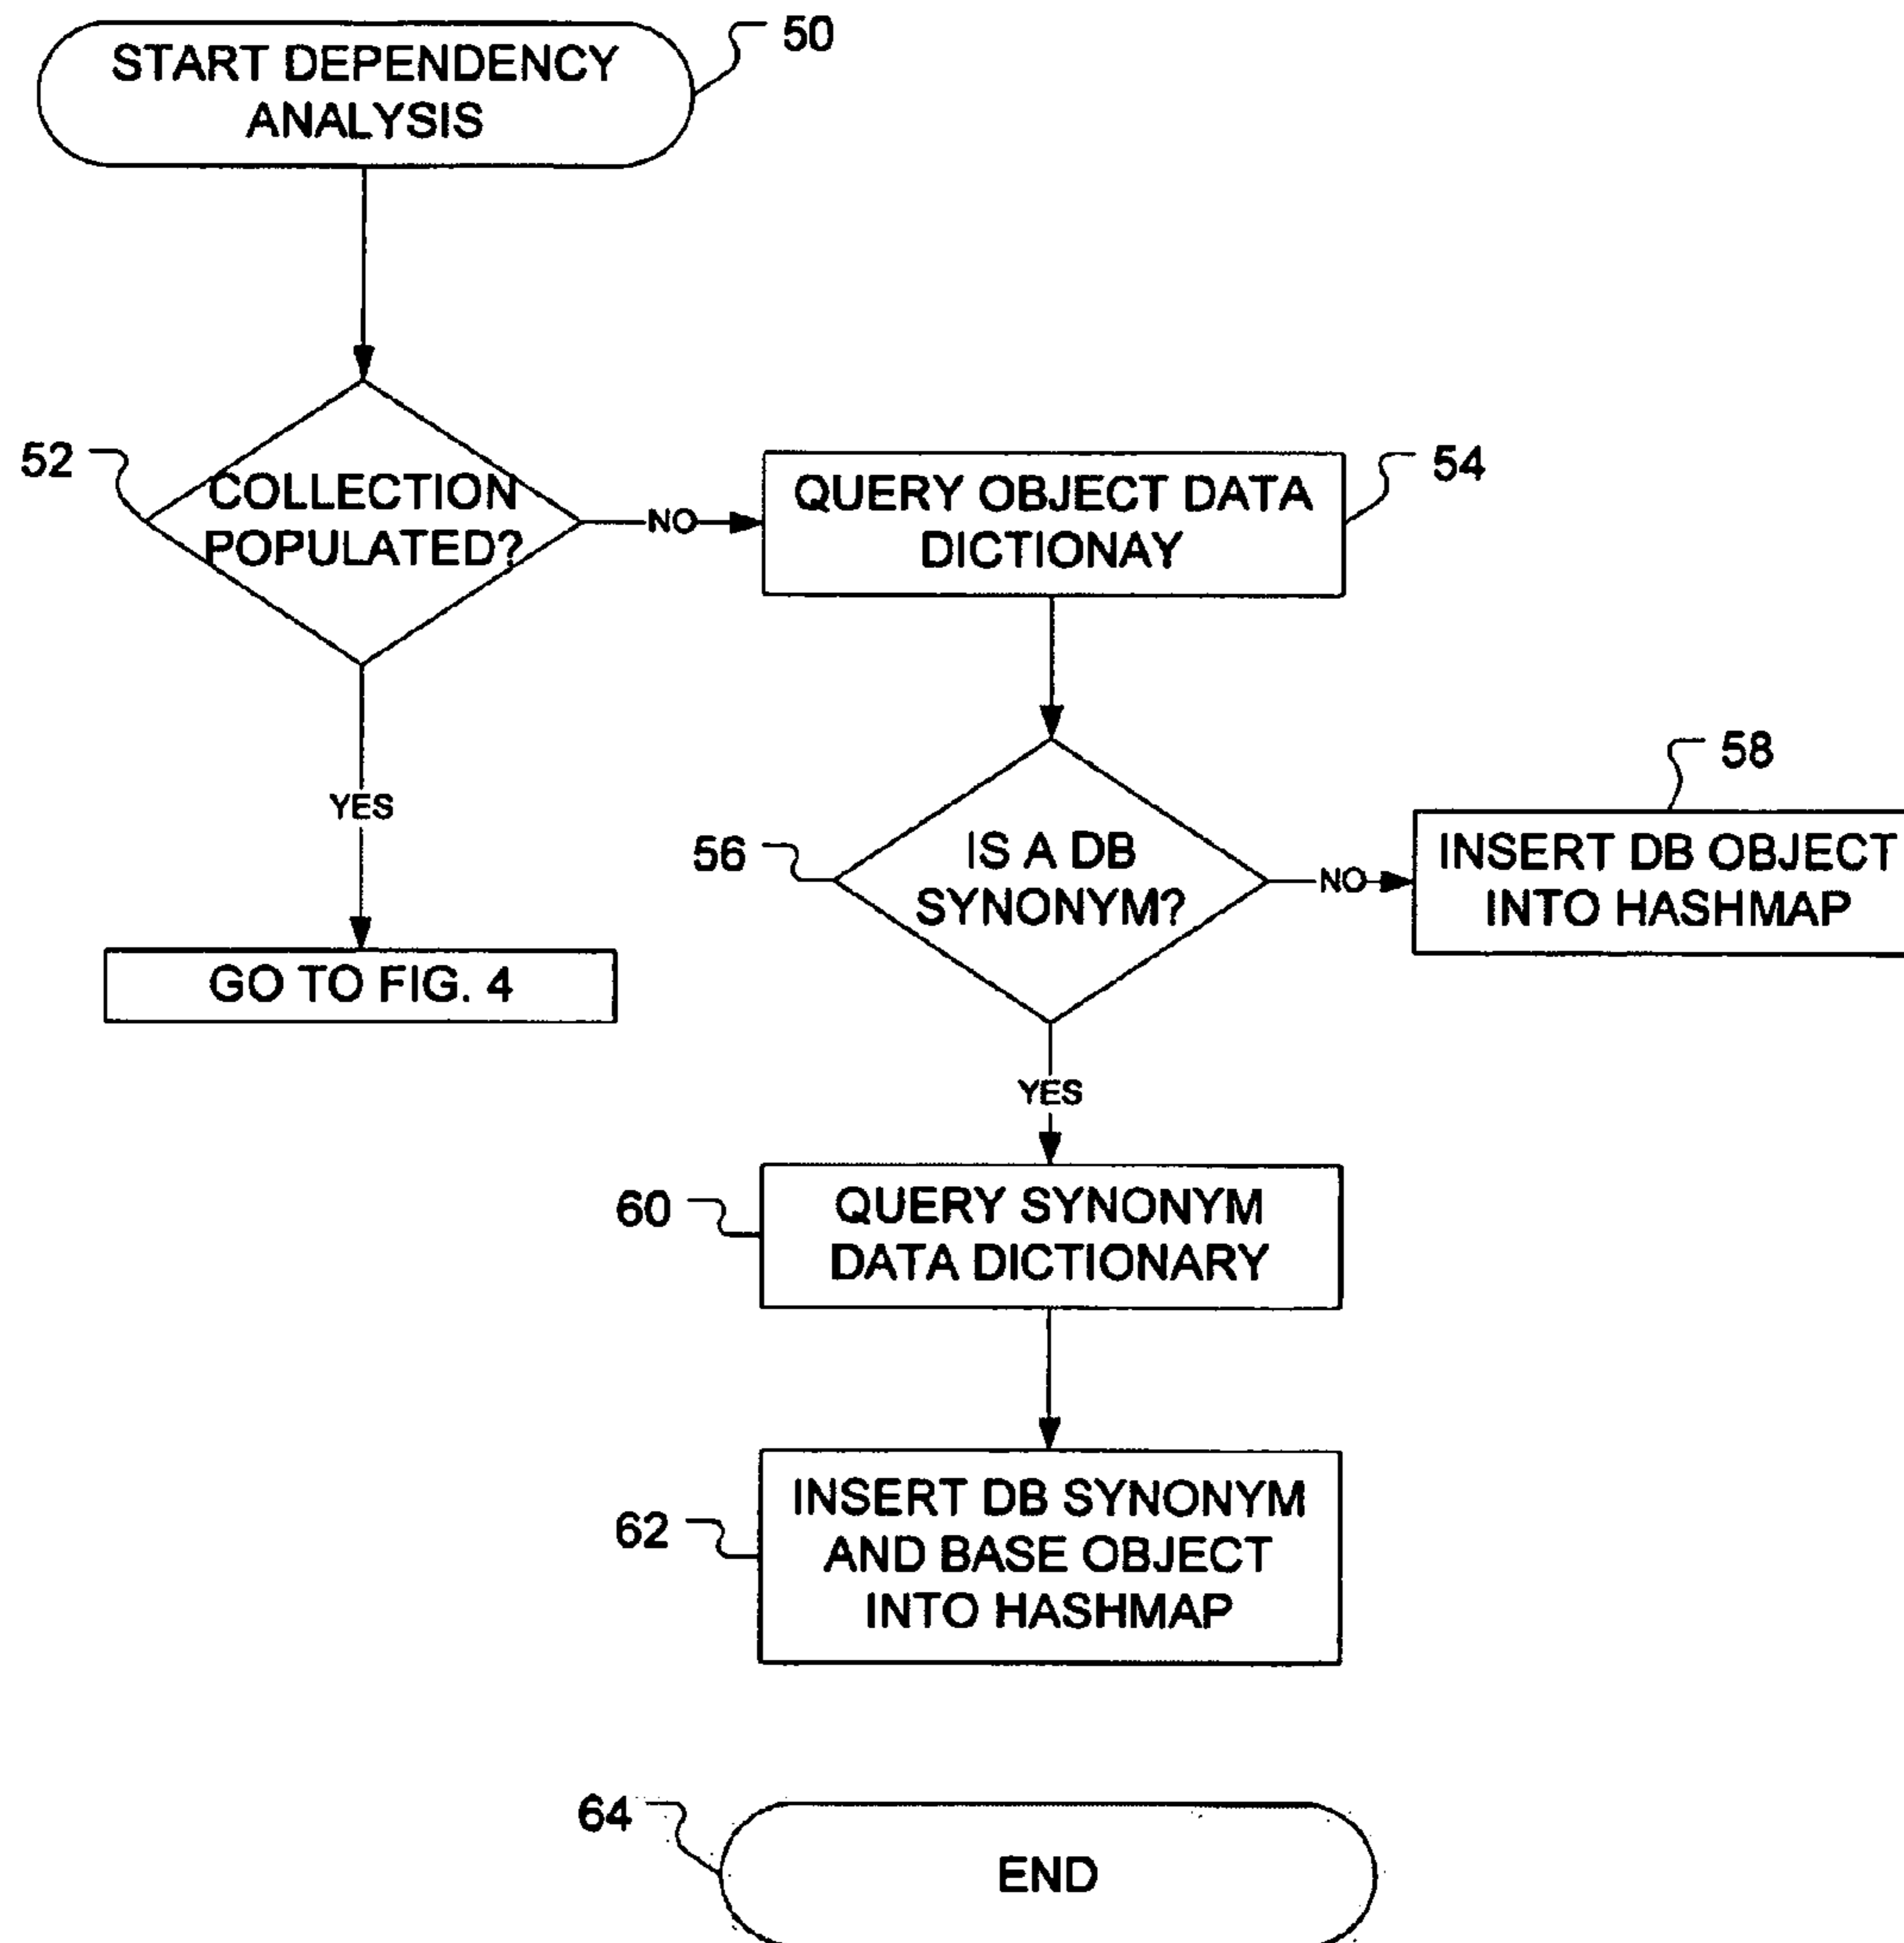 START DEPENDENCY
ANALYSIS
50
52
COLLECTION
POPULATED?
NO
QUERY OBJECT DATA
DICTIONAY
54
YES
GO TO FIG. 4
56
IS A DB
SYNONYM?
NO
58
INSERT DB OBJECT
INTO HASHMAP
YES
60
QUERY SYNONYM
DATA DICTIONARY
62
INSERT DB SYNONYM
AND BASE OBJECT
INTO HASHMAP
64
END